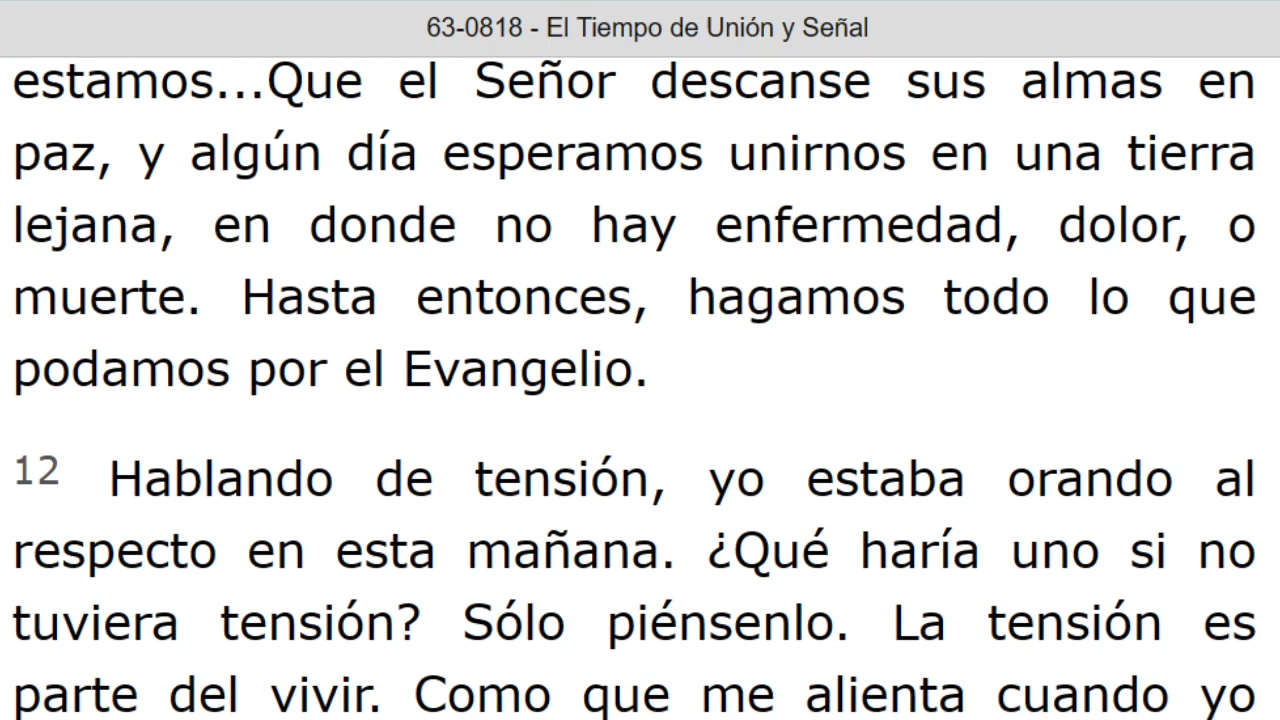 63-0818 - El Tiempo de Unión y Señal
estamos...Que el Señor descanse sus almas en
paz, y algún día esperamos unirnos en una tierra
lejana, en donde no hay enfermedad, dolor, o
muerte. Hasta entonces, hagamos todo lo que
podamos por el Evangelio.
12 Hablando de tensión, yo estaba orando al
respecto en esta mañana. ¿Qué haría uno si no
tuviera tensión? Sólo piénsenlo. La tensión es
parte del vivir. Como que me alienta cuando yo